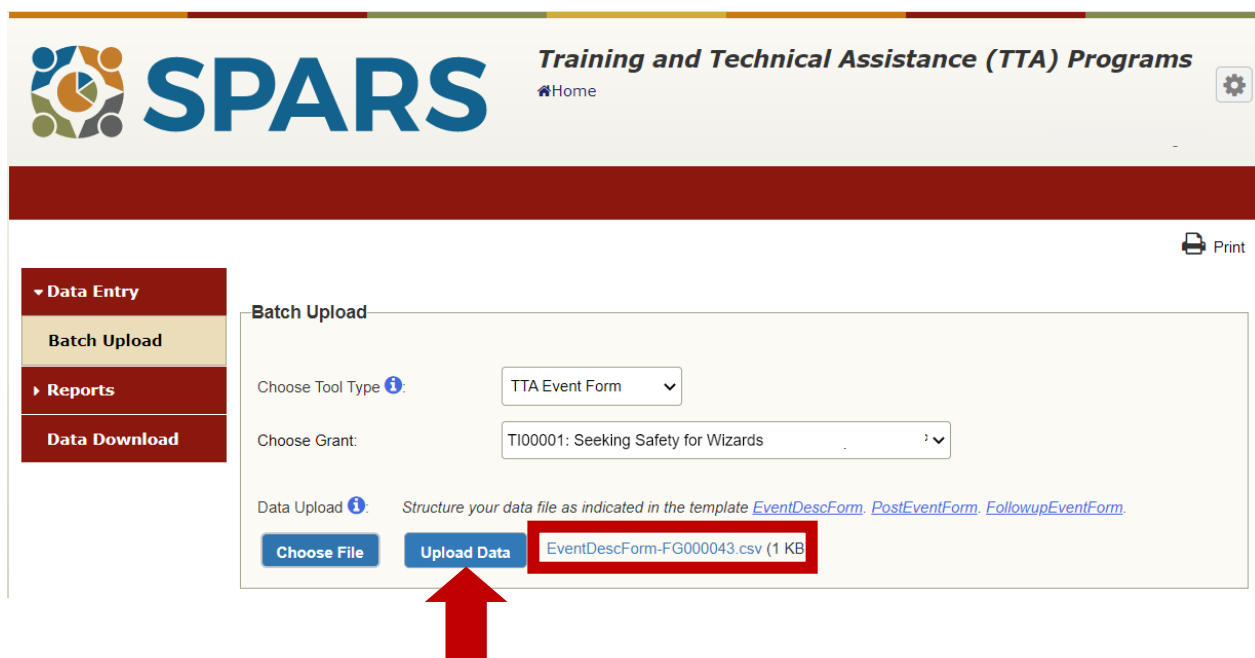 SPARS
Training and Technical Assistance (TTA) Programs
Home
Print
Data Entry
Batch Upload
Reports
Data Download
Batch Upload
Choose Tool Type :
TTA Event Form
Choose Grant:
TI00001: Seeking Safety for Wizards
Data Upload : Structure your data file as indicated in the template EventDescForm. PostEventForm. FollowupEventForm.
Choose File Upload Data EventDescForm-FG000043.csv (1 KB